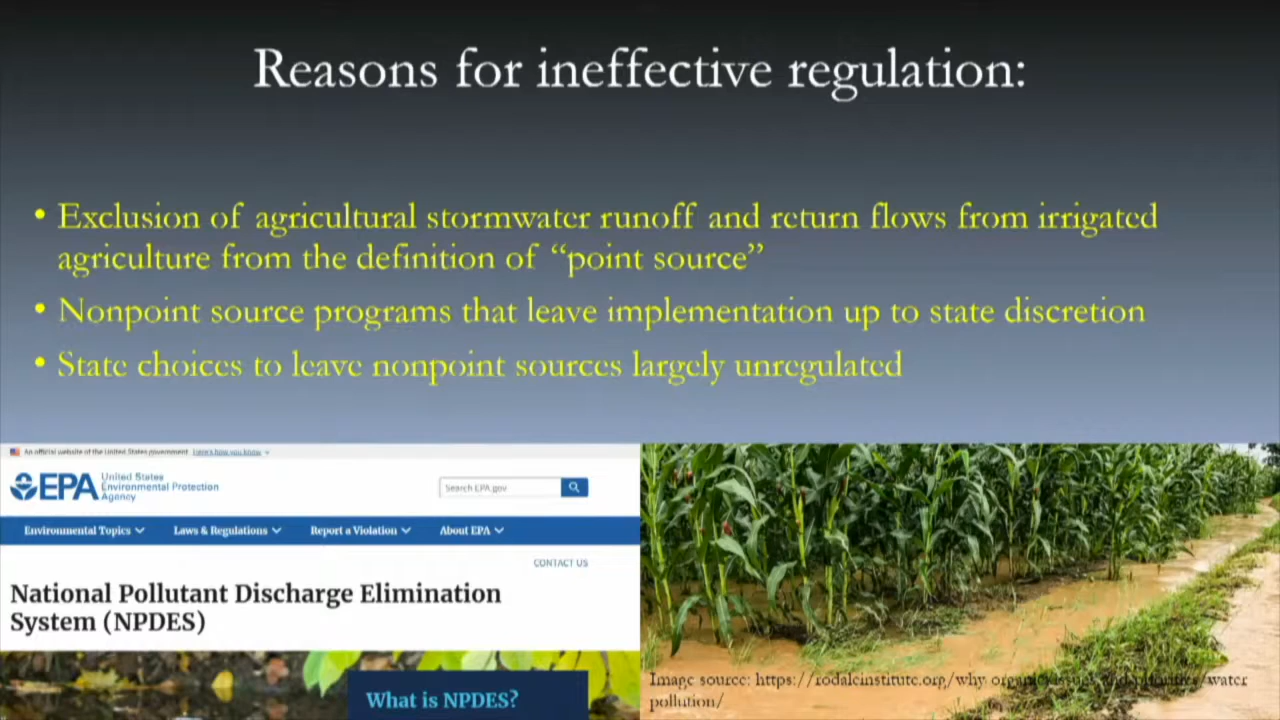 Reasons for ineffective regulation:
• Exclusion of agricultural stormwater runoff and return flows from irrigated
agriculture from the definition of “point source”
• Nonpoint source programs that leave implementation up to state discretion
• State choices to leave nonpoint sources largely unregulated
An official website of the United States government Here's how you know
EPA
United States
Environmental Protection
Agency
Search EPA.gov
Environmental Topics Laws & Regulations Report a Violation About EPA
CONTACT US
National Pollutant Discharge Elimination
System (NPDES)
What is NPDES?
Image source: https://rodaleinstitute.org/why-organic/issues-and-priorities/water
pollution/